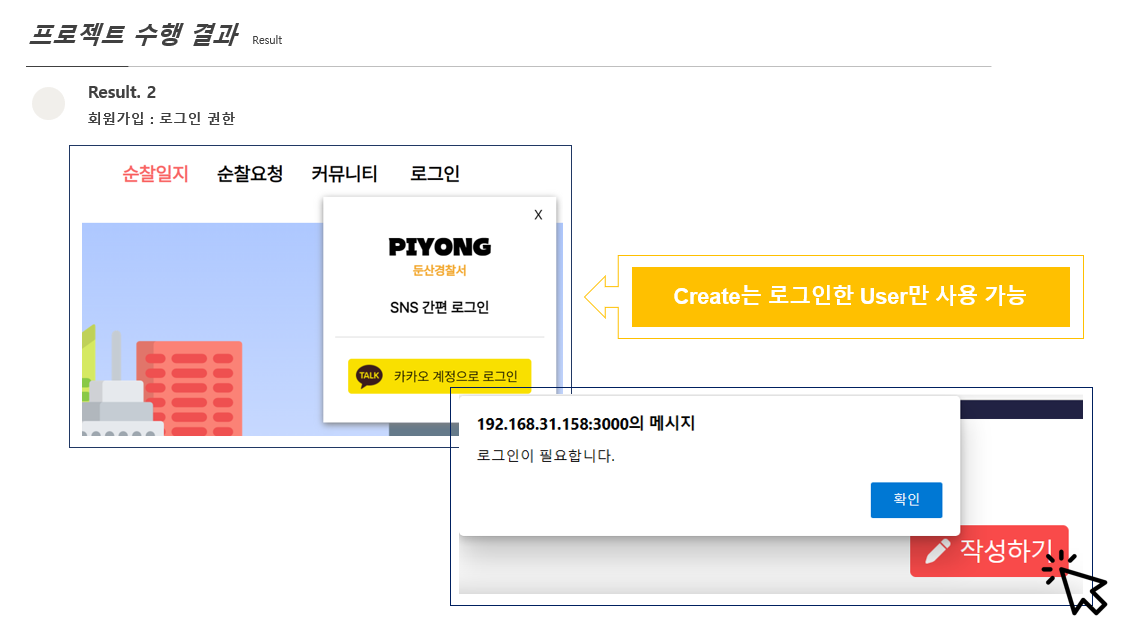 프로젝트 수행 결과 Result
Result. 2
회원가입 : 로그인 권한
순찰일지 순찰요청 커뮤니티 로그인
X
PIYONG
둔산경찰서
SNS 간편 로그인
TALK 카카오 계정으로 로그인
Create는 로그인한 User만 사용 가능
192.168.31.158:3000의 메시지
로그인이 필요합니다.
확인
작성하기